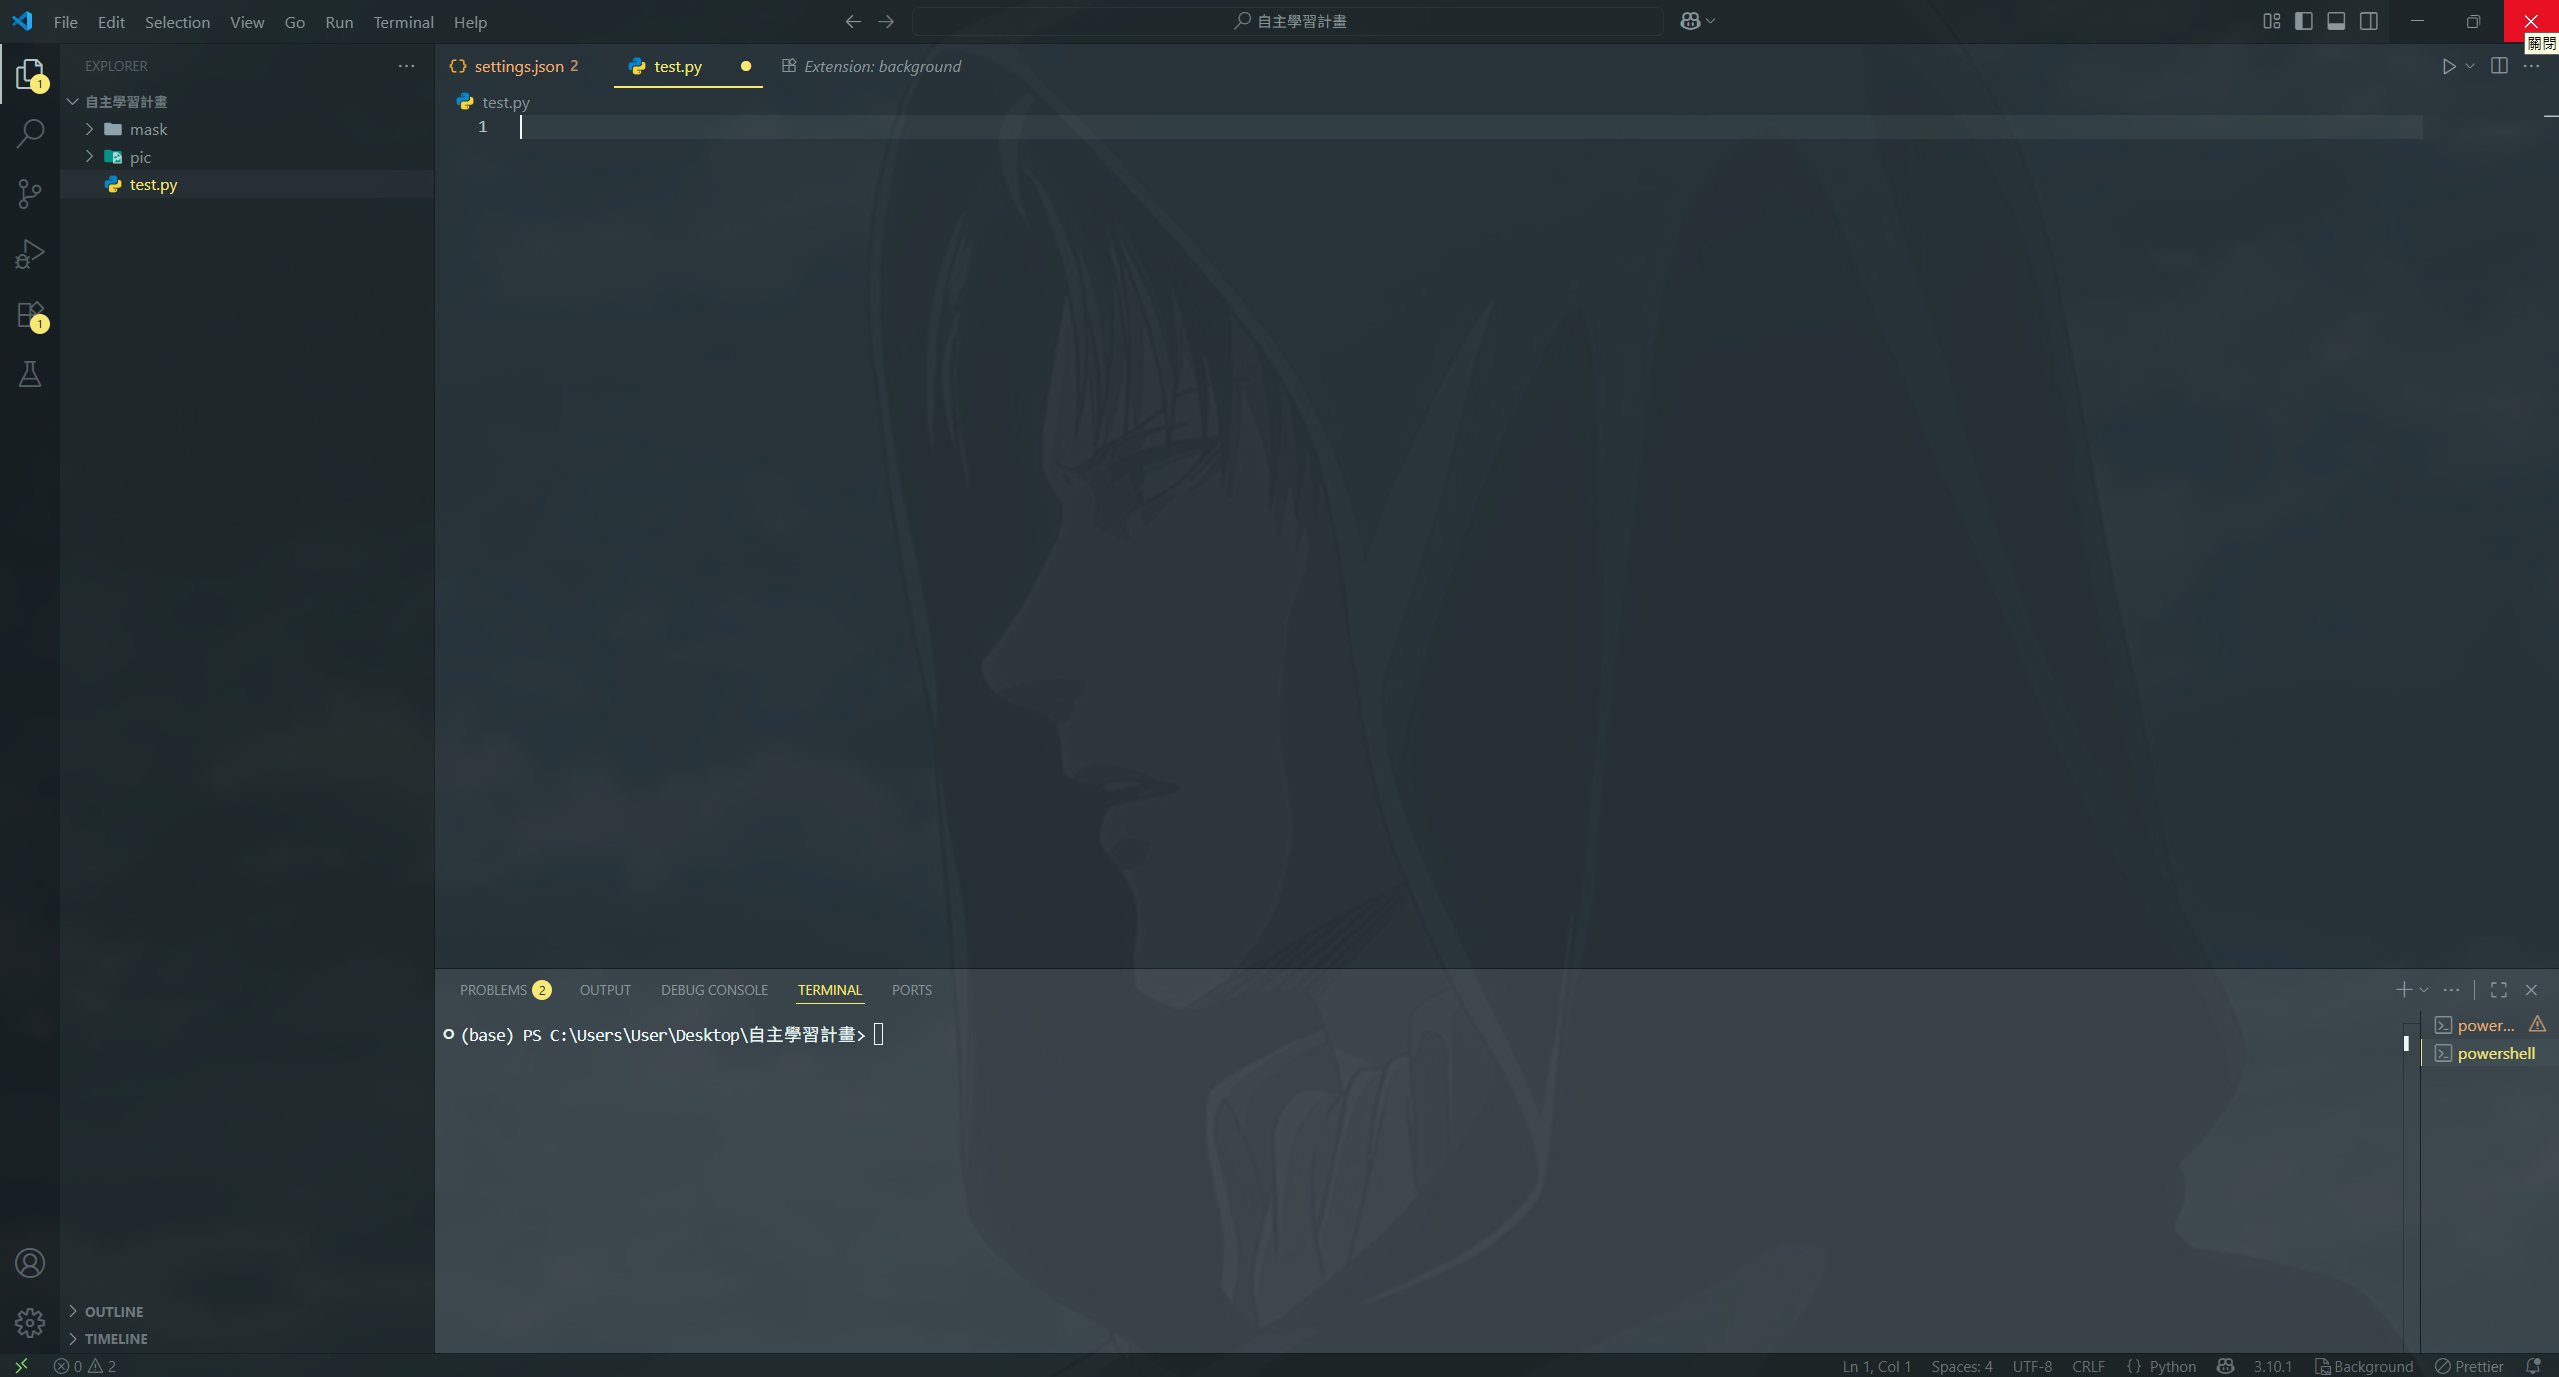 File Edit Selection View Go Run Terminal Help
自主學習計畫
關閉
1
EXPLORER
自主學習計畫
mask
pic
test.py
1
settings.json 2
test.py
Extension: background
test.py
1
PROBLEMS 2 OUTPUT DEBUG CONSOLE TERMINAL PORTS
(base) PS C:\Users\User\Desktop\自主學習計畫>
power...
powershell
OUTLINE
TIMELINE
0 2
Ln 1, Col 1 Spaces: 4 UTF-8 CRLF {} Python 3.10.1 Background Prettier